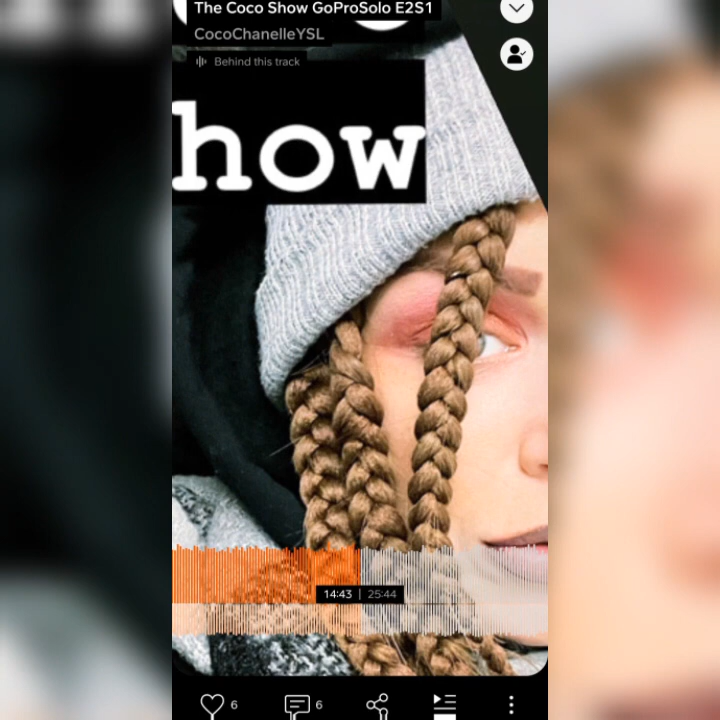 The Coco Show GoProSolo E2S1
CocoChanelleYSL
Behind this track
how
14:43 | 25:44
6
6